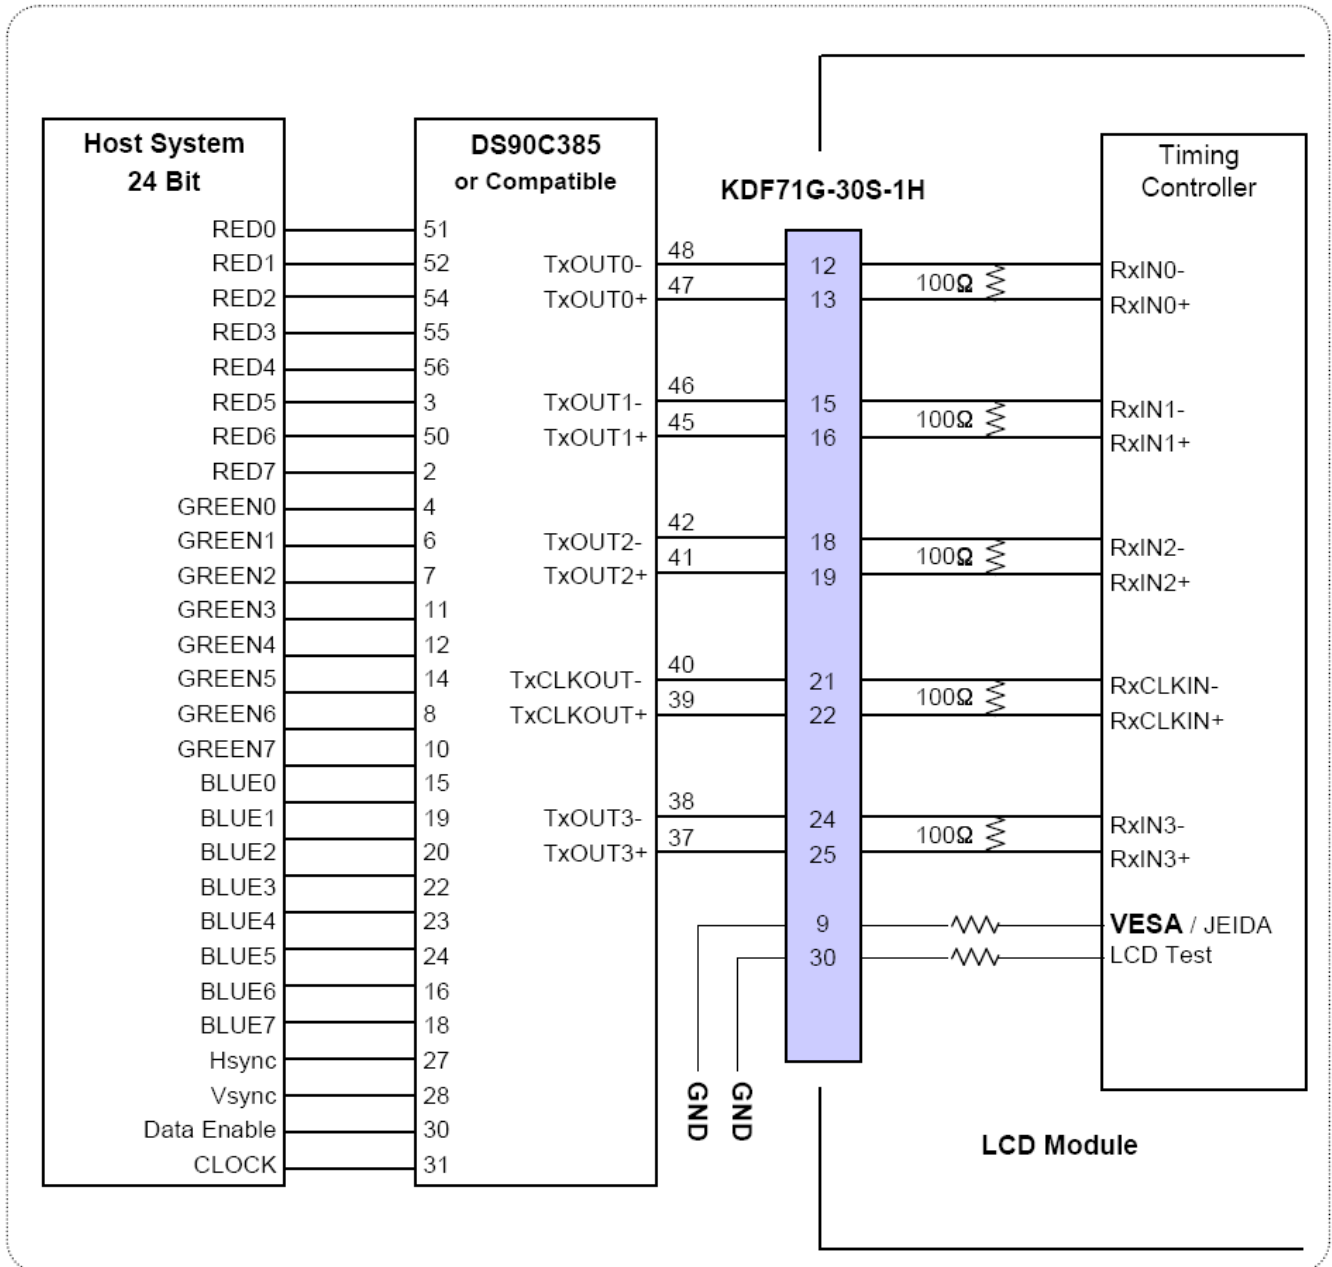 Host System
24 Bit
RED0
RED1
RED2
RED3
RED4
RED5
RED6
RED7
GREEN0
GREEN1
GREEN2
GREEN3
GREEN4
GREEN5
GREEN6
GREEN7
BLUE0
BLUE1
BLUE2
BLUE3
BLUE4
BLUE5
BLUE6
BLUE7
Hsync
Vsync
Data Enable
CLOCK
DS90C385
or Compatible
51
52
54
55
56
3
50
2
4
6
7
11
12
14
8
10
15
19
20
22
23
24
16
18
27
28
30
31
TxOUT0-
TxOUT0+
TxOUT1-
TxOUT1+
TxOUT2-
TxOUT2+
TxCLKOUT-
TxCLKOUT+
TxOUT3-
TxOUT3+
48
47
46
45
42
41
40
39
38
37
GND
GND
KDF71G-30S-1H
12
13
15
16
18
19
21
22
24
25
9
30
100Ω
100Ω
100Ω
100Ω
100Ω
Timing
Controller
RxIN0-
RxIN0+
RxIN1-
RxIN1+
RxIN2-
RxIN2+
RxCLKIN-
RxCLKIN+
RxIN3-
RxIN3+
VESA / JEIDA
LCD Test
LCD Module